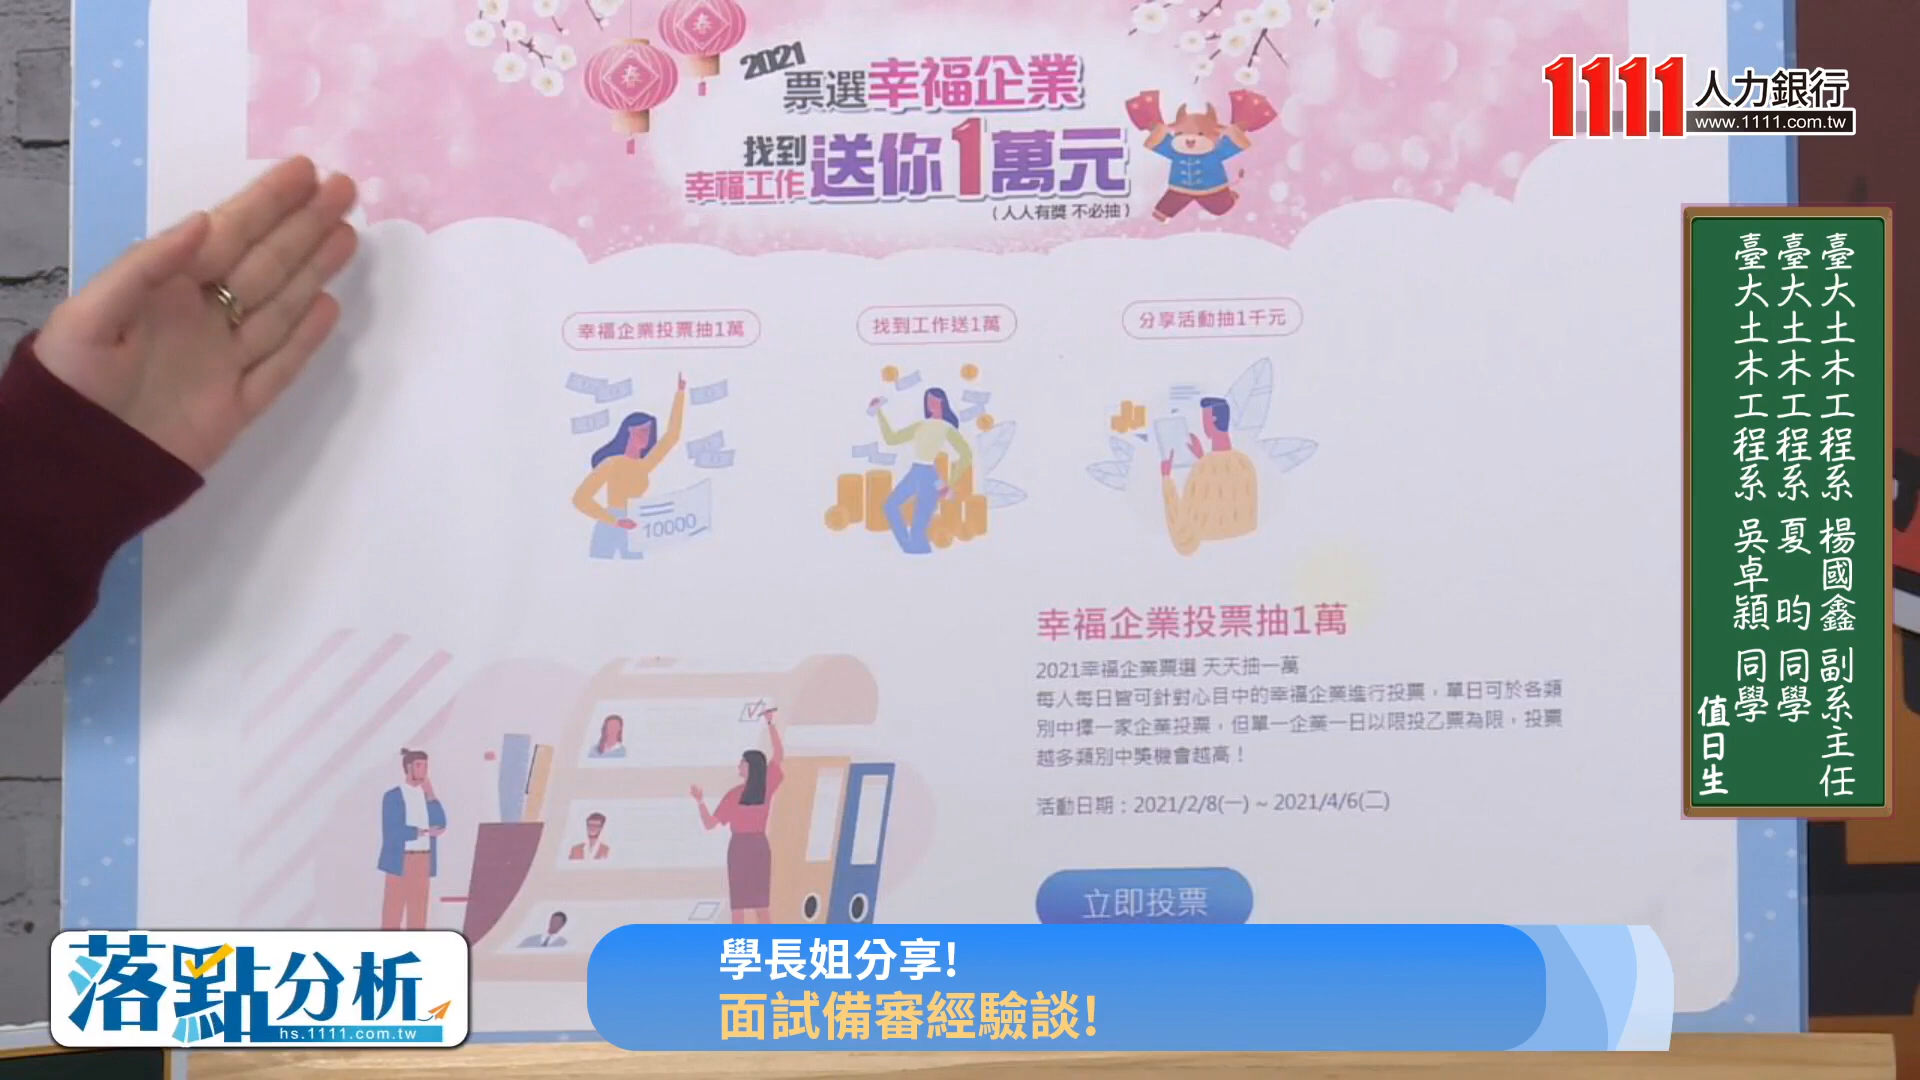 春
春
2021
票選幸福企業
找到
幸福工作
送你1萬元
(人人有獎 不必抽)
1111人力銀行
www.1111.com.tw
幸福企業投票抽1萬
找到工作送1萬
分享活動抽1千元
10000
幸福企業投票抽1萬
2021幸福企業票選 天天抽一萬
每人每日皆可針對心目中的幸福企業進行投票，單日可於各類
別中擇一家企業投票，但單一企業一日以限投乙票為限，投票
越多類別中獎機會越高！
活動日期：2021/2/8(一) ~ 2021/4/6(二)
立即投票
臺大土木工程系 楊國鑫 副系主任
臺大土木工程系 夏昀 同學
臺大土木工程系 吳卓穎 同學
值日生
落點分析
hs.1111.com.tw
學長姐分享!
面試備審經驗談!